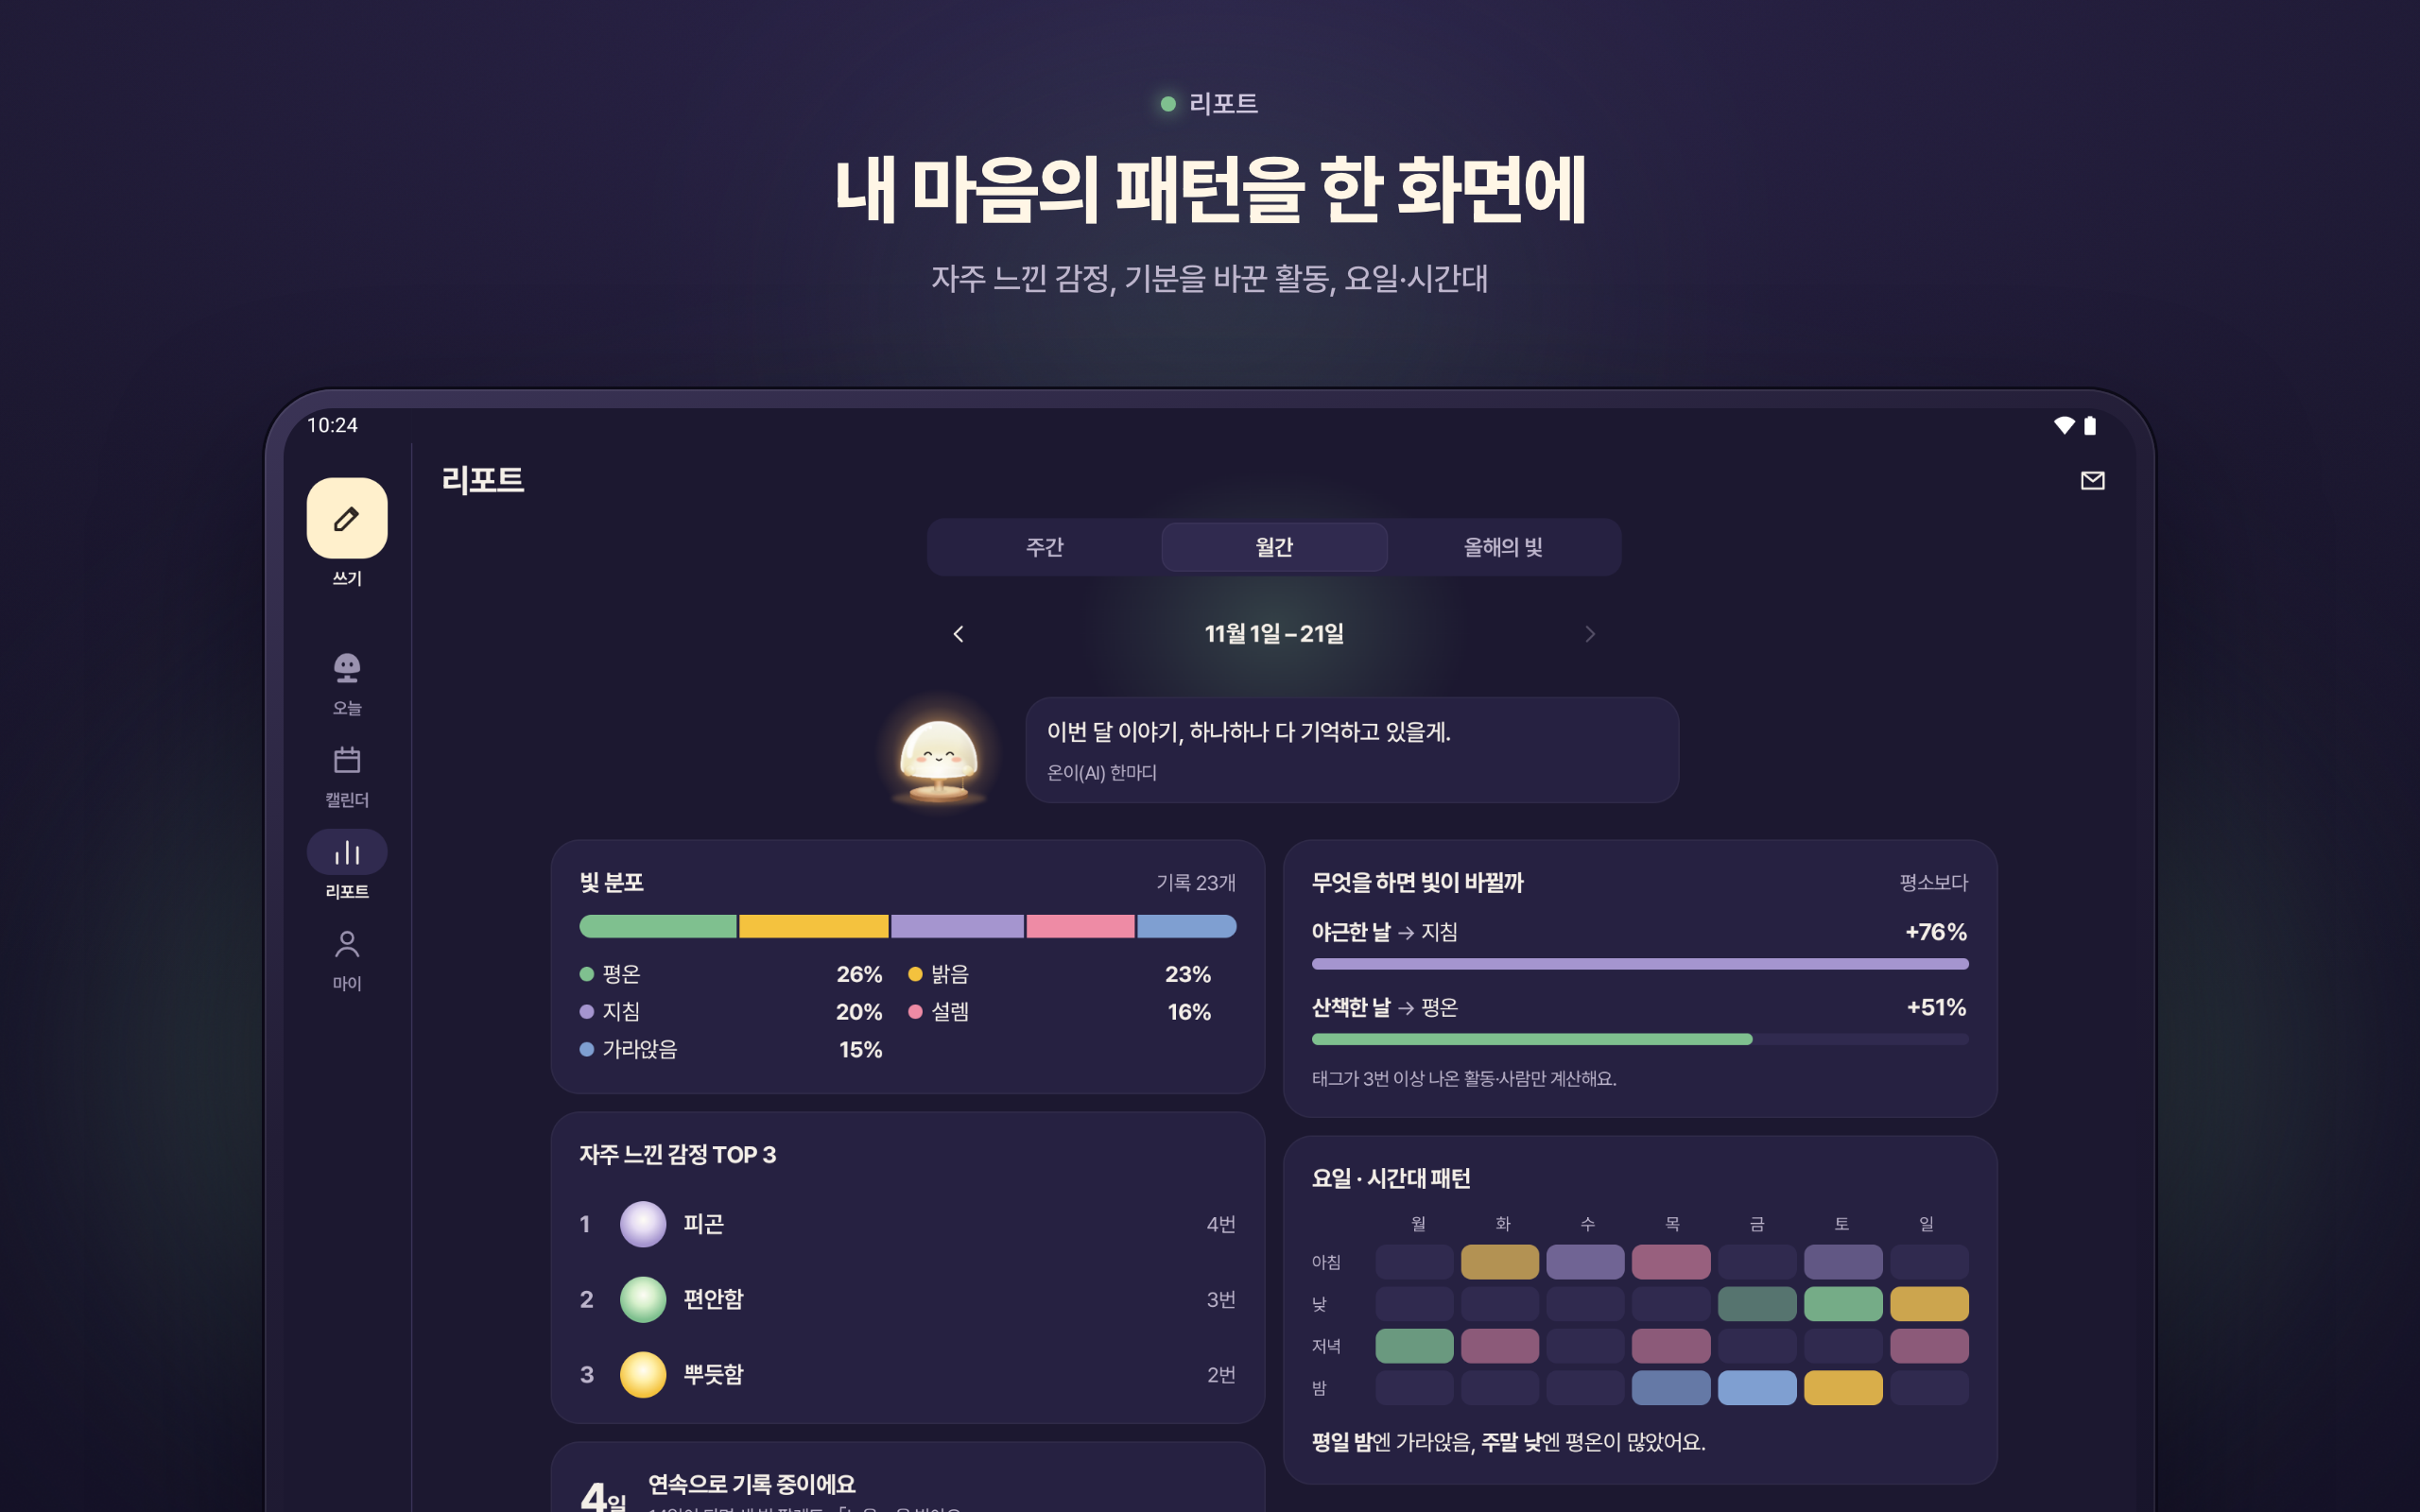 리포트
내 마음의 패턴을 한 화면에
자주 느낀 감정, 기분을 바꾼 활동, 요일·시간대
10:24
리포트
쓰기
오늘
캘린더
리포트
마이
주간 월간 올해의 빛
11월 1일 – 21일
이번 달 이야기, 하나하나 다 기억하고 있을게.
온이(AI) 한마디
빛 분포 기록 23개
평온 26% 밝음 23%
지침 20% 설렘 16%
가라앉음 15%
자주 느낀 감정 TOP 3
1 피곤 4번
2 편안함 3번
3 뿌듯함 2번
4일 연속으로 기록 중이에요
무엇을 하면 빛이 바뀔까 평소보다
야근한 날 → 지침 +76%
산책한 날 → 평온 +51%
태그가 3번 이상 나온 활동·사람만 계산해요.
요일 · 시간대 패턴
월 화 수 목 금 토 일
아침
낮
저녁
밤
평일 밤엔 가라앉음, 주말 낮엔 평온이 많았어요.